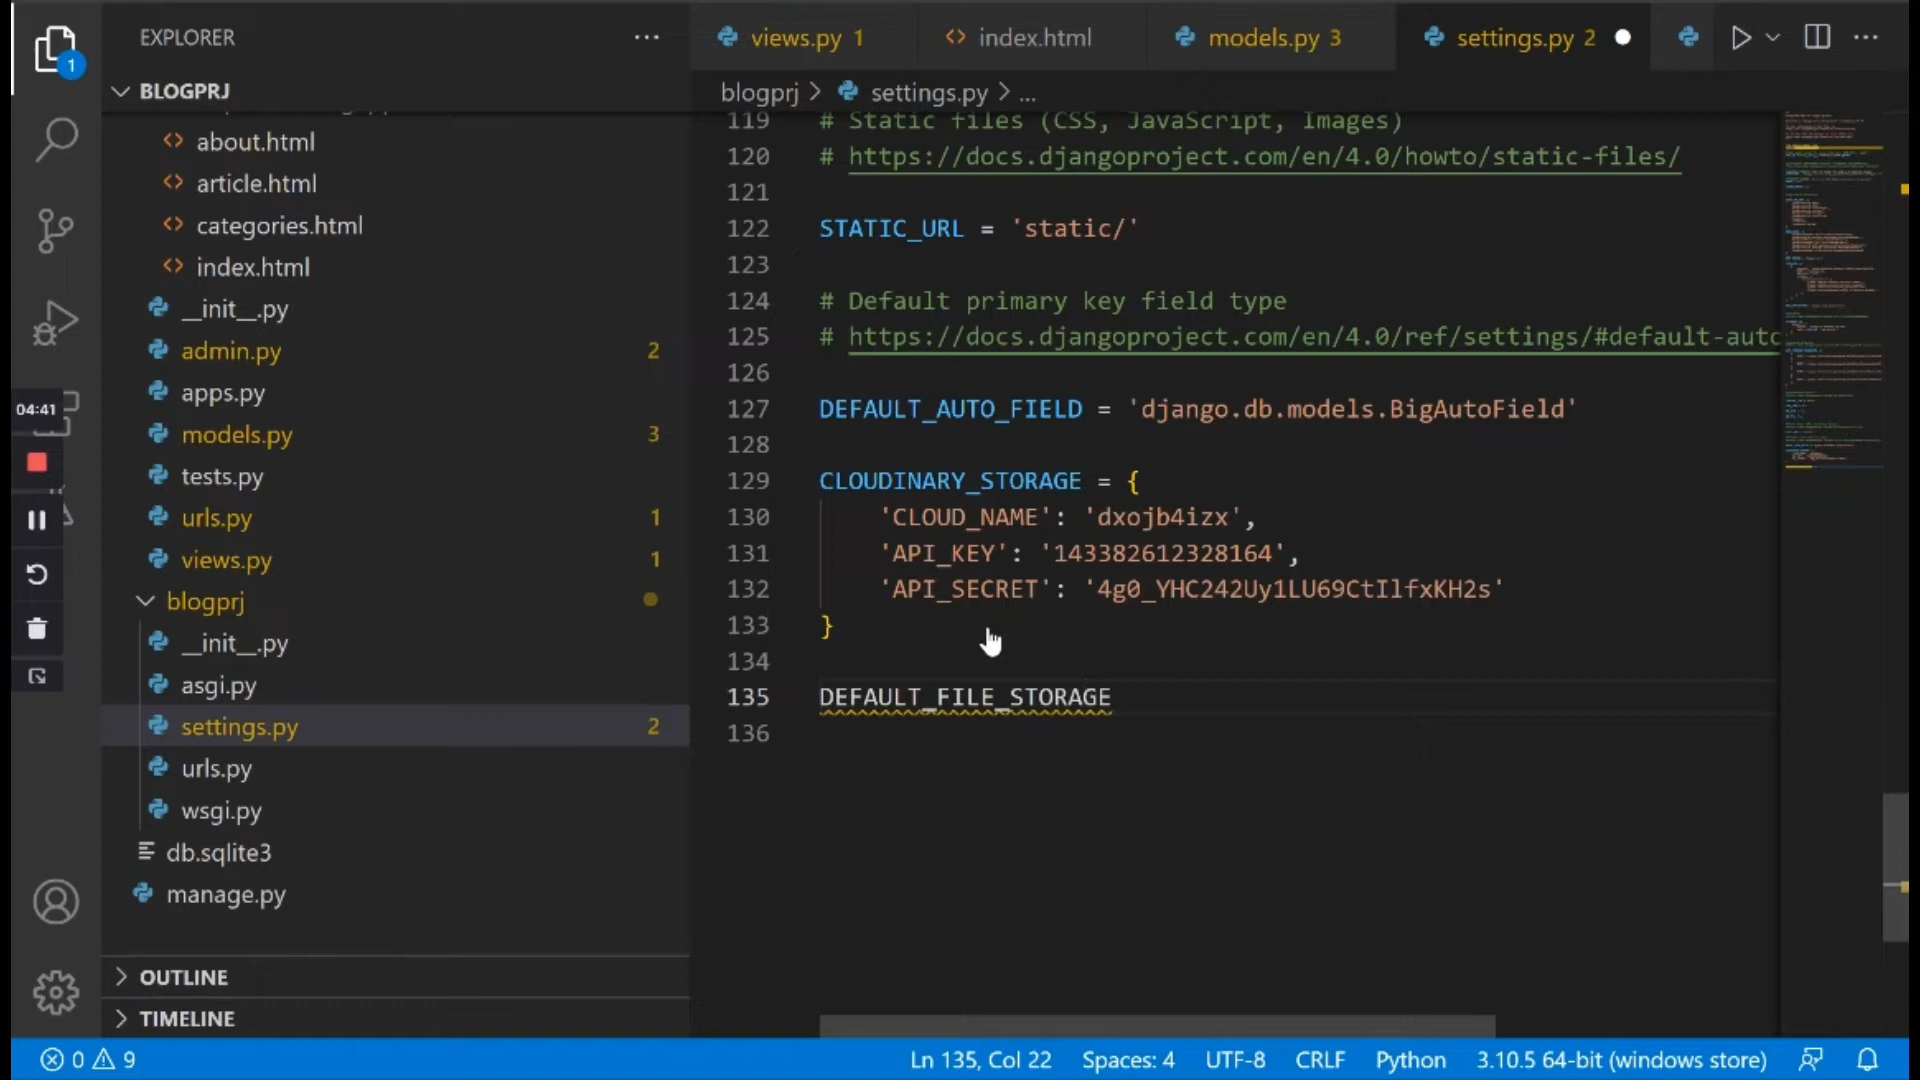 EXPLORER
1
BLOGPRJ
about.html
article.html
categories.html
index.html
__init__.py
admin.py 2
apps.py
models.py 3
tests.py
urls.py 1
views.py 1
blogprj
__init__.py
asgi.py
settings.py 2
urls.py
wsgi.py
db.sqlite3
manage.py
OUTLINE
TIMELINE
04:41
views.py 1
index.html
models.py 3
settings.py 2
blogprj > settings.py > ...
119 # Static files (CSS, JavaScript, Images)
120 # https://docs.djangoproject.com/en/4.0/howto/static-files/
121
122 STATIC_URL = 'static/'
123
124 # Default primary key field type
125 # https://docs.djangoproject.com/en/4.0/ref/settings/#default-auto
126
127 DEFAULT_AUTO_FIELD = 'django.db.models.BigAutoField'
128
129 CLOUDINARY_STORAGE = {
130 'CLOUD_NAME': 'dxojb4izx',
131 'API_KEY': '143382612328164',
132 'API_SECRET': '4g0_YHC242Uy1LU69CtIlfxKH2s'
133 }
134
135 DEFAULT_FILE_STORAGE
136
0 9
Ln 135, Col 22
Spaces: 4
UTF-8
CRLF
Python
3.10.5 64-bit (windows store)